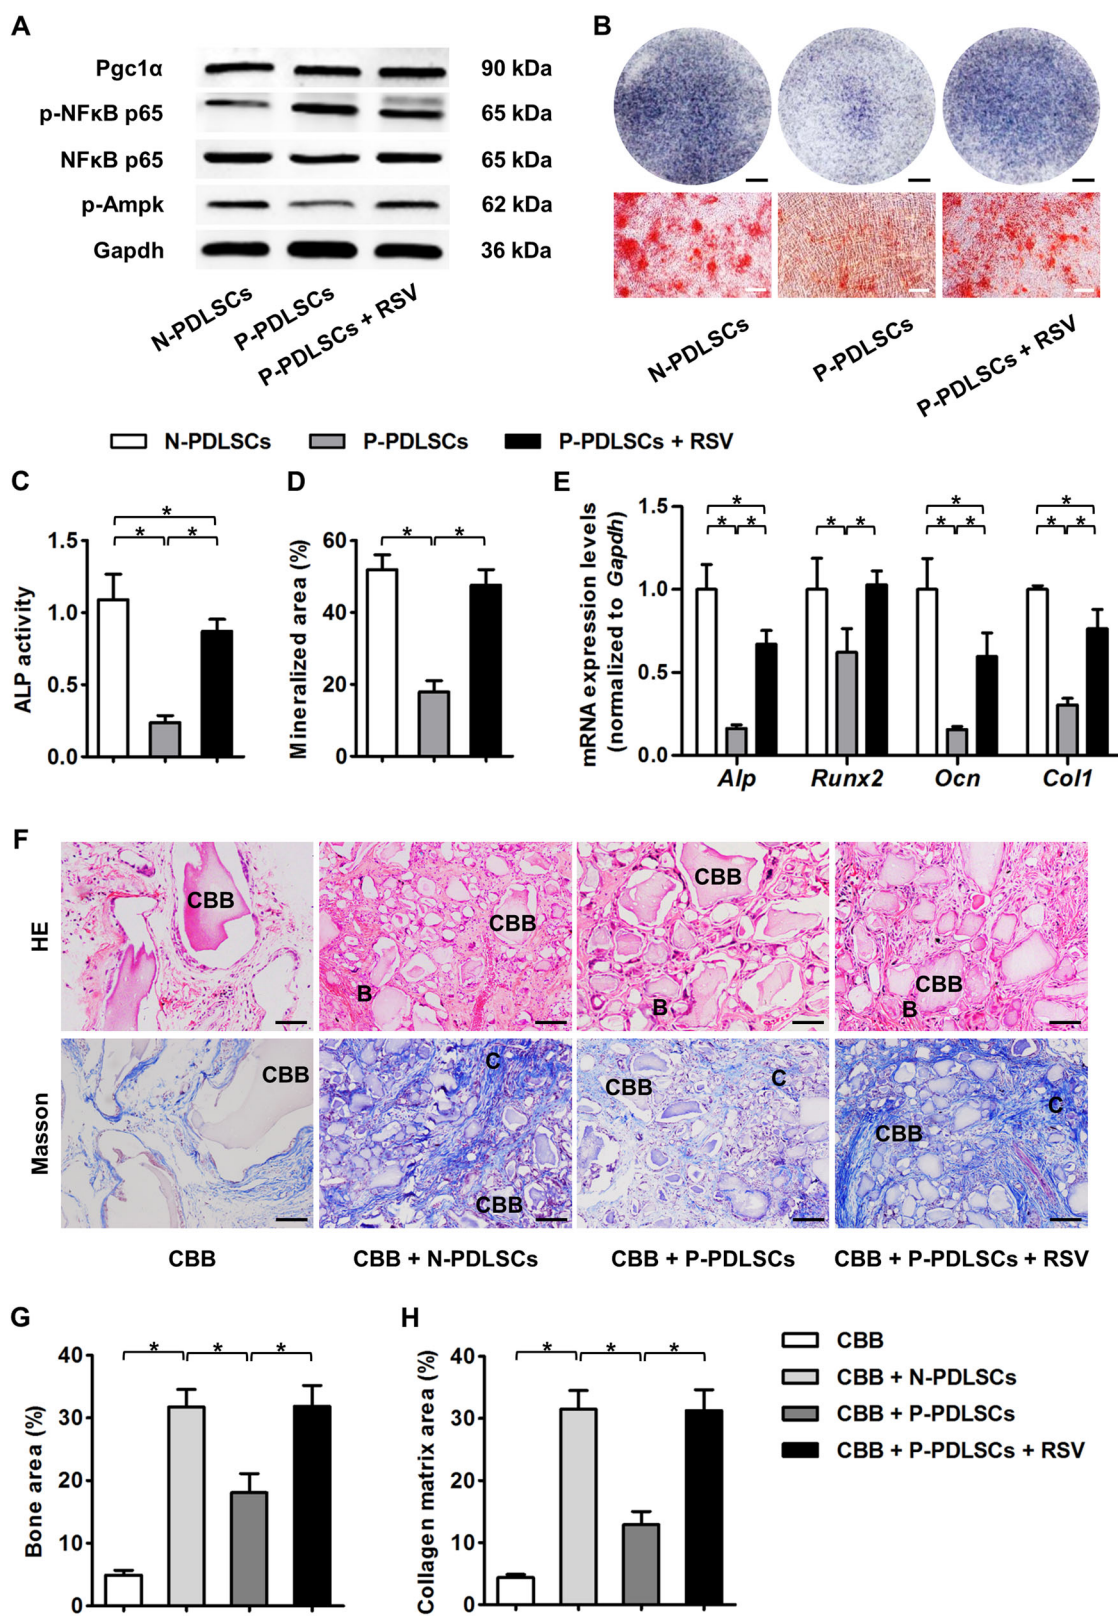 A
Pgc1α 90 kDa
p-NFκB p65 65 kDa
NFκB p65 65 kDa
p-Ampk 62 kDa
Gapdh 36 kDa
N-PDLSCs
P-PDLSCs
P-PDLSCs + RSV
B
N-PDLSCs
P-PDLSCs
P-PDLSCs + RSV
N-PDLSCs P-PDLSCs P-PDLSCs + RSV
C
ALP activity
1.5
1.0
0.5
0.0
*
* *
D
Mineralized area (%)
60
40
20
0
* *
E
mRNA expression levels
(normalized to Gapdh)
1.5
1.0
0.5
0
*
* *
* *
*
* *
*
* *
Alp Runx2 Ocn Col1
F
HE
CBB
CBB
B
CBB
B
CBB
B
Masson
CBB
C
CBB
CBB
C
CBB
C
CBB CBB + N-PDLSCs CBB + P-PDLSCs CBB + P-PDLSCs + RSV
G
Bone area (%)
40
30
20
10
0
* * *
H
Collagen matrix area (%)
40
30
20
10
0
* * *
CBB
CBB + N-PDLSCs
CBB + P-PDLSCs
CBB + P-PDLSCs + RSV